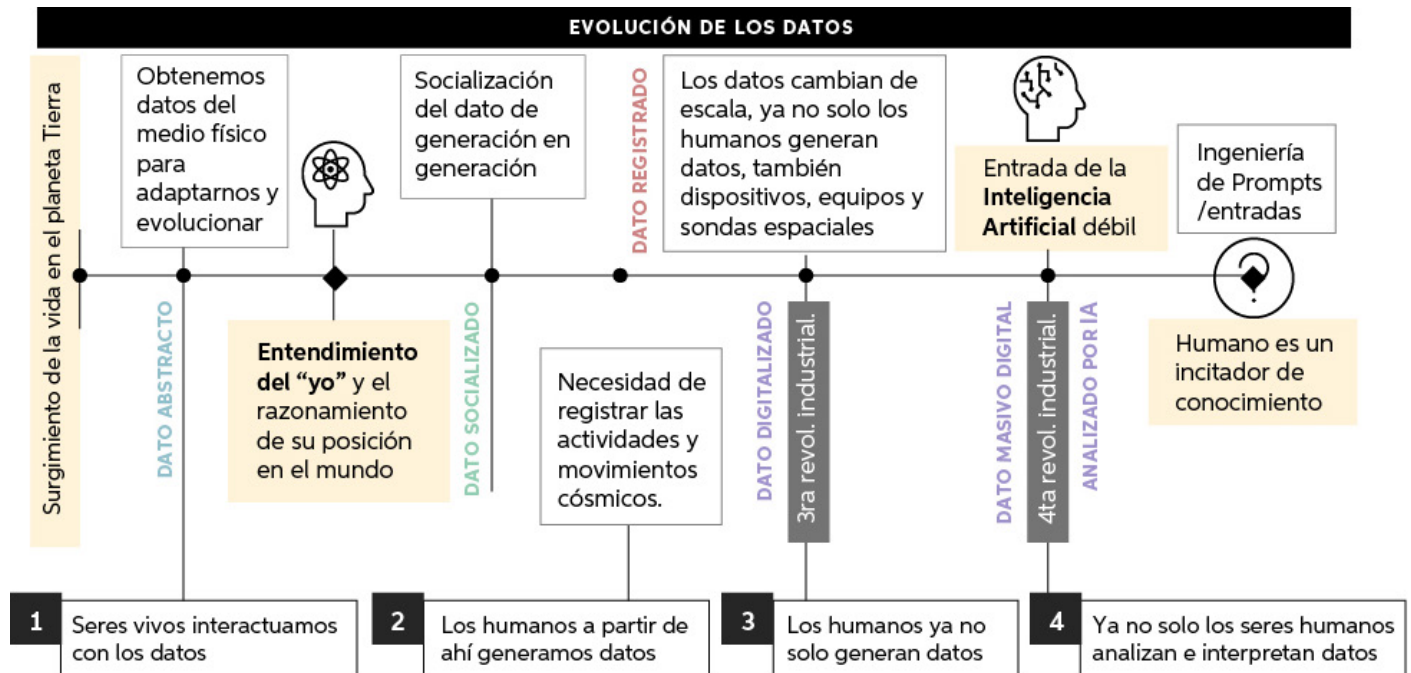 EVOLUCIÓN DE LOS DATOS
Surgimiento de la vida en el planeta Tierra
Obtenemos
datos del
medio físico
para
adaptarnos y
evolucionar
DATO ABSTRACTO
Entendimiento
del “yo” y el
razonamiento
de su posición
en el mundo
Socialización
del dato de
generación en
generación
DATO SOCIALIZADO
DATO REGISTRADO
Necesidad de
registrar las
actividades y
movimientos
cósmicos.
Los datos cambian de
escala, ya no solo los
humanos generan
datos, también
dispositivos, equipos y
sondas espaciales
DATO DIGITALIZADO
3ra revol. industrial.
Entrada de la
Inteligencia
Artificial débil
DATO MASIVO DIGITAL
4ta revol. industrial.
ANALIZADO POR IA
Ingeniería
de Prompts
/entradas
?
Humano es un
incitador de
conocimiento
1
Seres vivos interactuamos
con los datos
2
Los humanos a partir de
ahí generamos datos
3
Los humanos ya no
solo generan datos
4
Ya no solo los seres humanos
analizan e interpretan datos